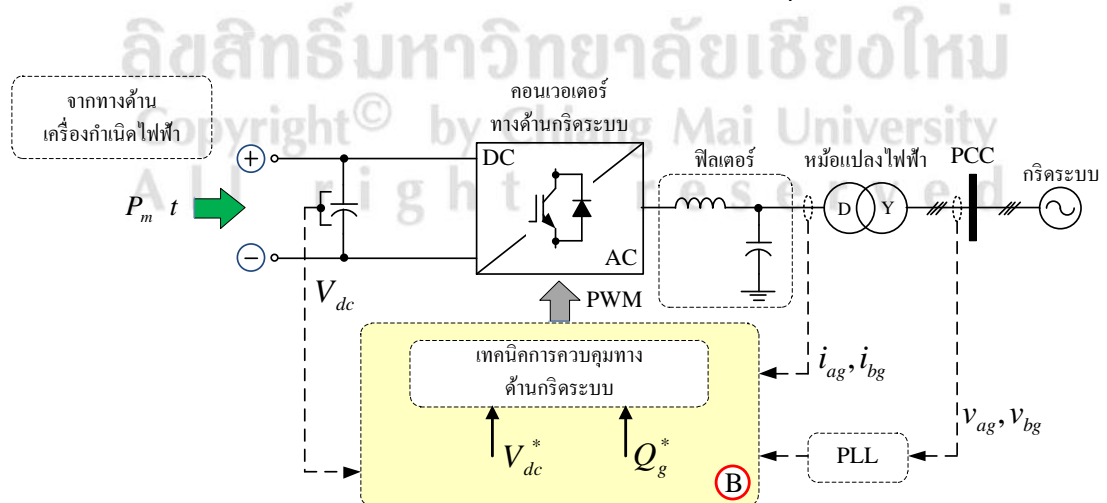 ลิขสิทธิ์มหาวิทยาลัยเชียงใหม่
Copyright© by Chiang Mai University
All rights reserved
จากทางด้าน
เครื่องกำเนิดไฟฟ้า
คอนเวอเตอร์
ทางด้านกริดระบบ
ฟิลเตอร์
หม้อแปลงไฟฟ้า
PCC
กริดระบบ
+
DC
P_m t
D
Y
−
AC
V_dc
PWM
เทคนิคการควบคุมทาง
ด้านกริดระบบ
i_ag, i_bg
v_ag, v_bg
V_dc^*
Q_g^*
PLL
B